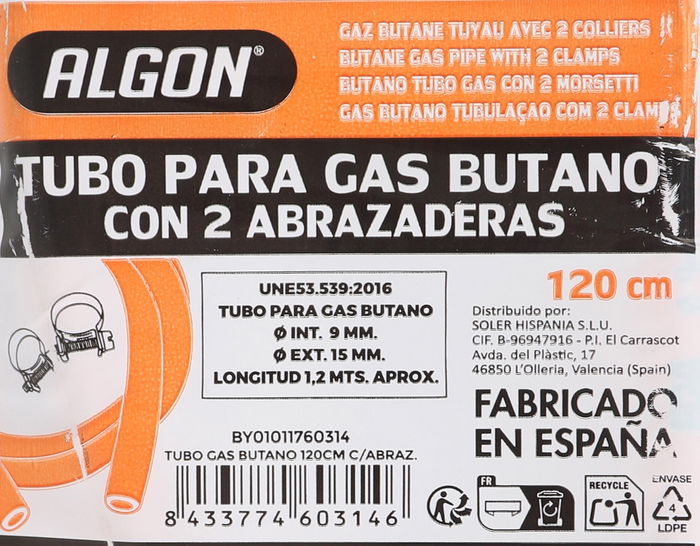 ALGON®
GAZ BUTANE TUYAU AVEC 2 COLLIERS
BUTANE GAS PIPE WITH 2 CLAMPS
BUTANO TUBO GAS CON 2 MORSETTI
GAS BUTANO TUBULAÇAO COM 2 CLAMPS
TUBO PARA GAS BUTANO
CON 2 ABRAZADERAS
UNE53.539:2016
TUBO PARA GAS BUTANO
Ø INT. 9 MM.
Ø EXT. 15 MM.
LONGITUD 1,2 MTS. APROX.
120 cm
Distribuido por:
SOLER HISPANIA S.L.U.
CIF. B-96947916 - P.I. El Carrascot
Avda. del Plàstic, 17
46850 L'Olleria, Valencia (Spain)
FABRICADO
EN ESPAÑA
BY01011760314
TUBO GAS BUTANO 120CM C/ABRAZ.
8 433774 603146
FR
RECYCLE
ENVASE
4
LDPE